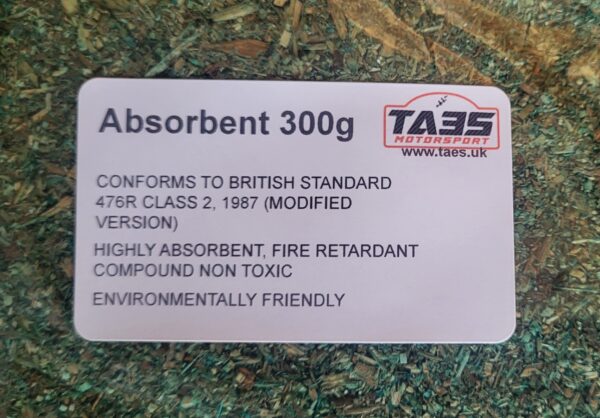 Absorbent 300g
TA3S
MOTORSPORT
www.taes.uk
CONFORMS TO BRITISH STANDARD
476R CLASS 2, 1987 (MODIFIED
VERSION)
HIGHLY ABSORBENT, FIRE RETARDANT
COMPOUND NON TOXIC
ENVIRONMENTALLY FRIENDLY